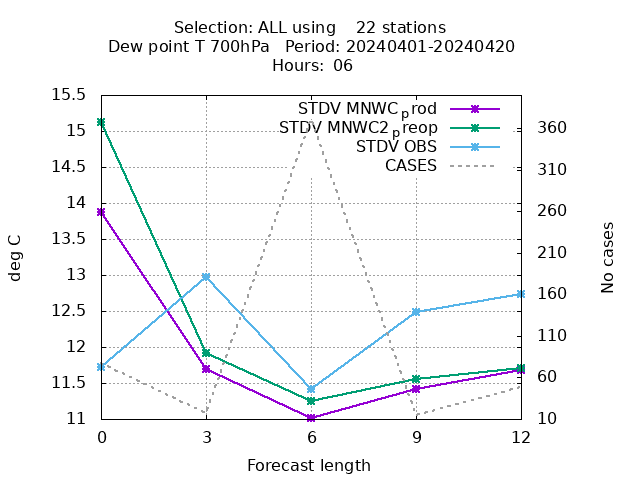 Selection: ALL using    22 stations
Dew point T 700hPa   Period: 20240401-20240420
Hours: 06
STDV MNWCprod
STDV MNWC2preop
STDV OBS
CASES
deg C
15.5
15
14.5
14
13.5
13
12.5
12
11.5
11
360
310
260
210
160
110
60
10
No cases
0 3 6 9 12
Forecast length